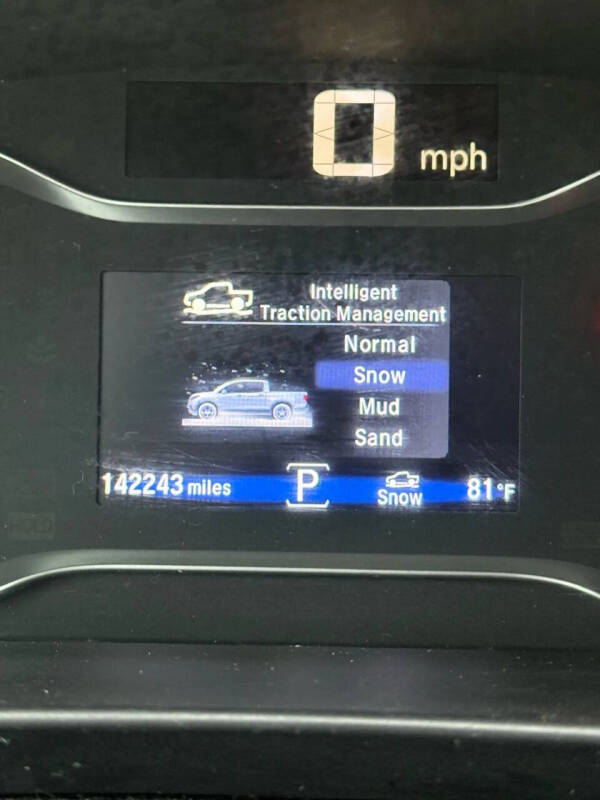 0 mph
Intelligent
Traction Management
Normal
Snow
Mud
Sand
142243 miles P Snow 81°F